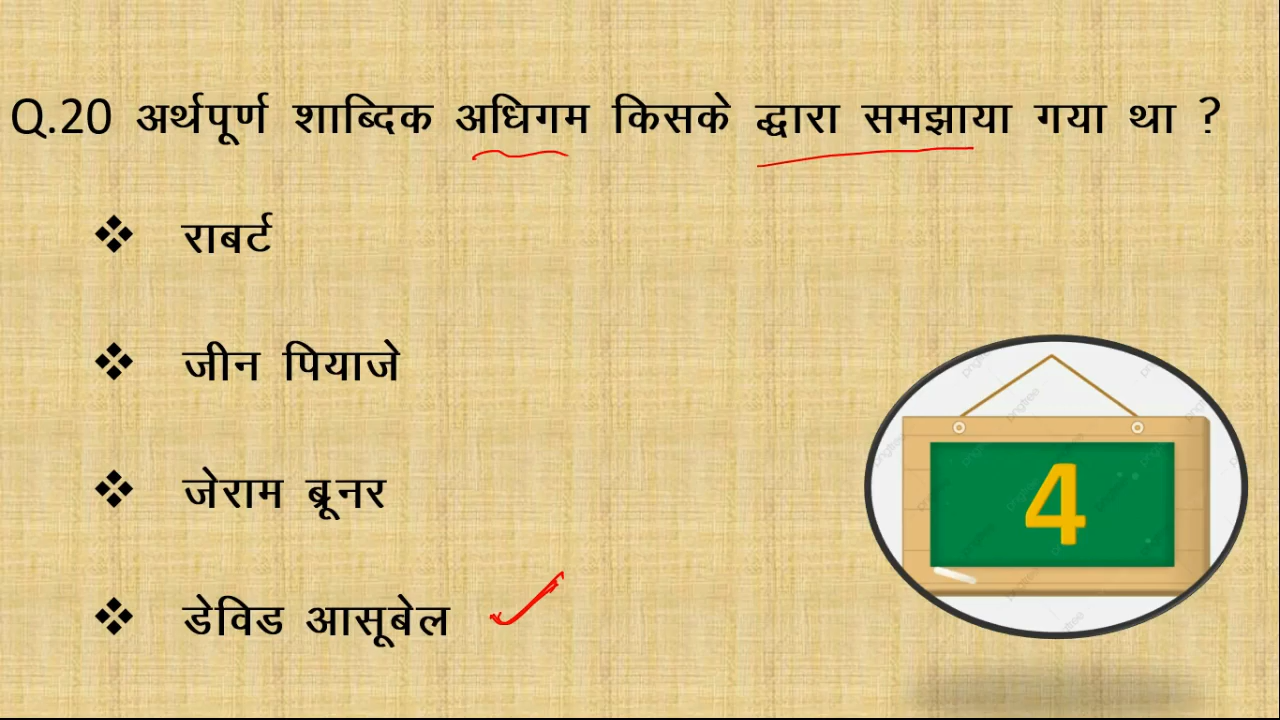 Q.20 अर्थपूर्ण शाब्दिक अधिगम किसके द्वारा समझाया गया था ?
❖ राबर्ट
❖ जीन पियाजे
❖ जेराम ब्रूनर
❖ डेविड आसूबेल
4